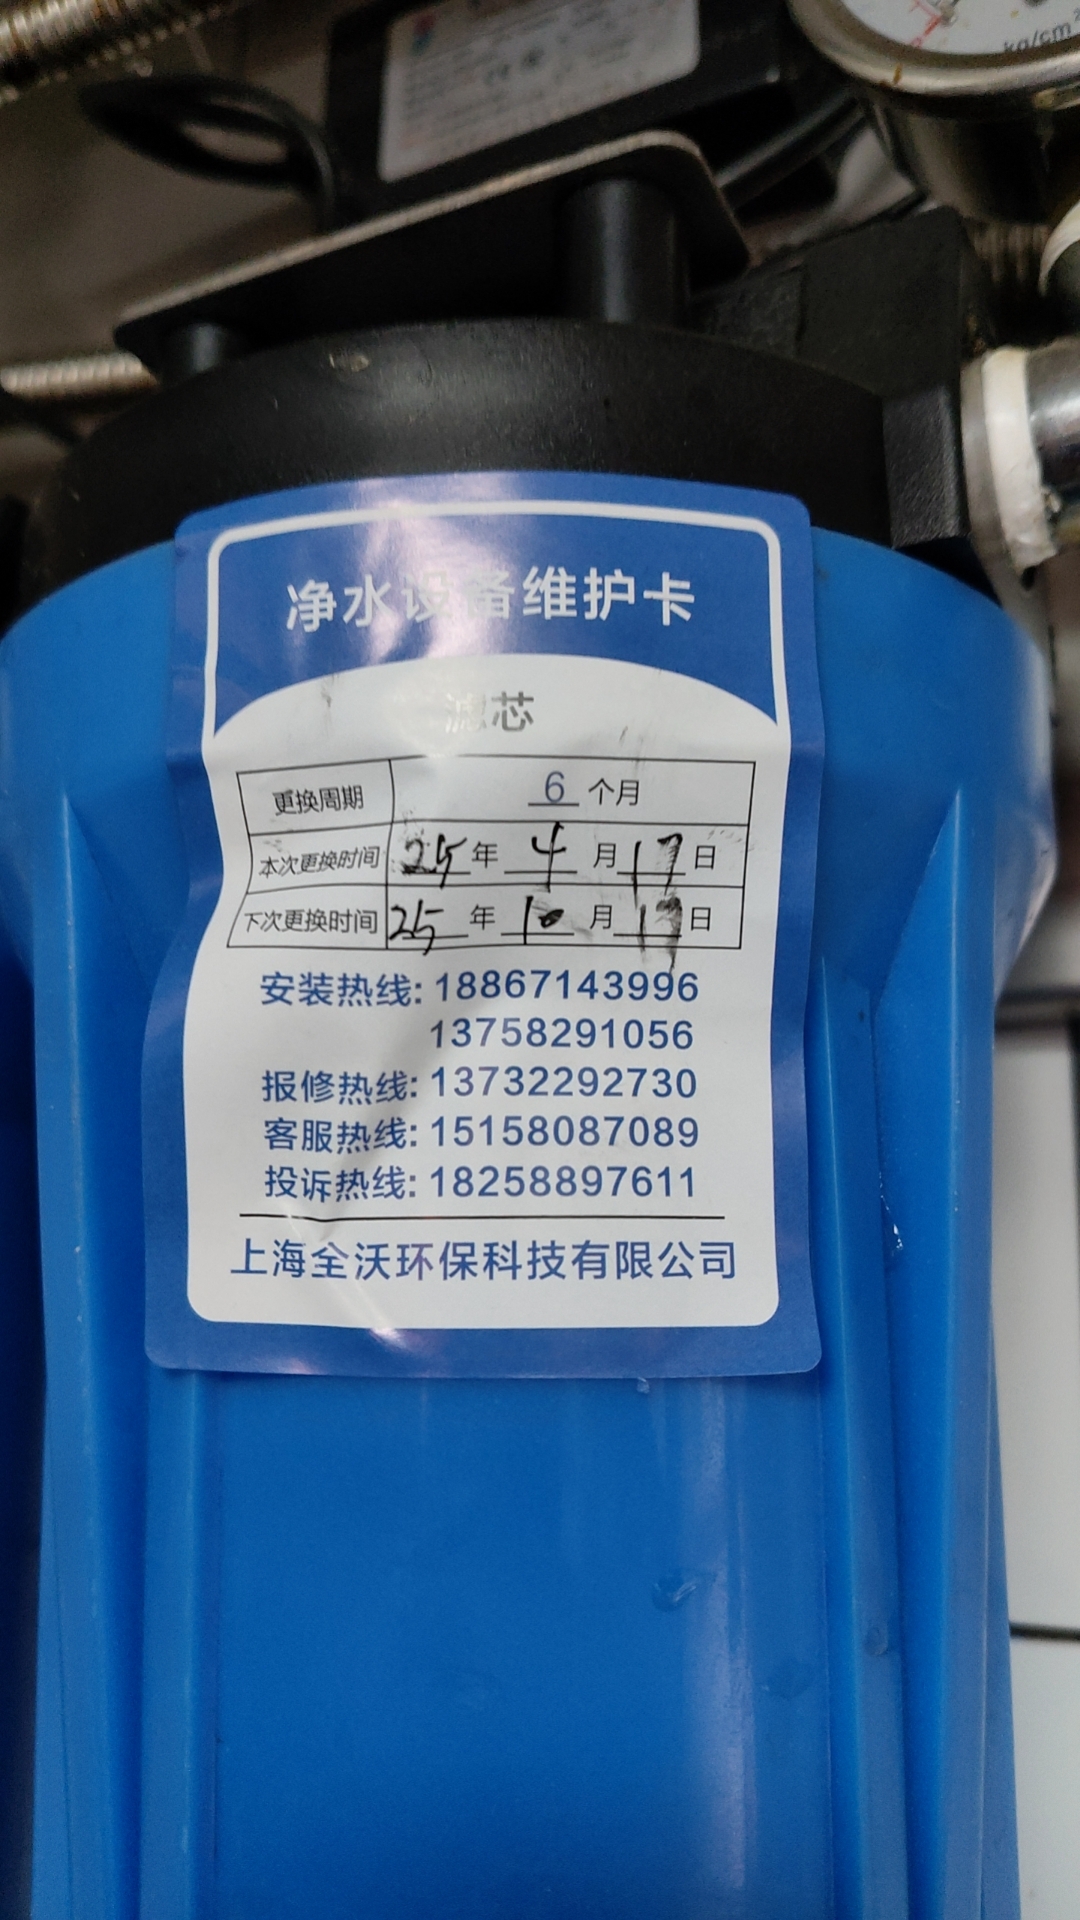 kg/cm²
净水设备维护卡
滤芯
更换周期 6 个月
本次更换时间 25 年 4 月 17 日
下次更换时间 25 年 10 月 17 日
安装热线: 18867143996
13758291056
报修热线: 13732292730
客服热线: 15158087089
投诉热线: 18258897611
上海全沃环保科技有限公司